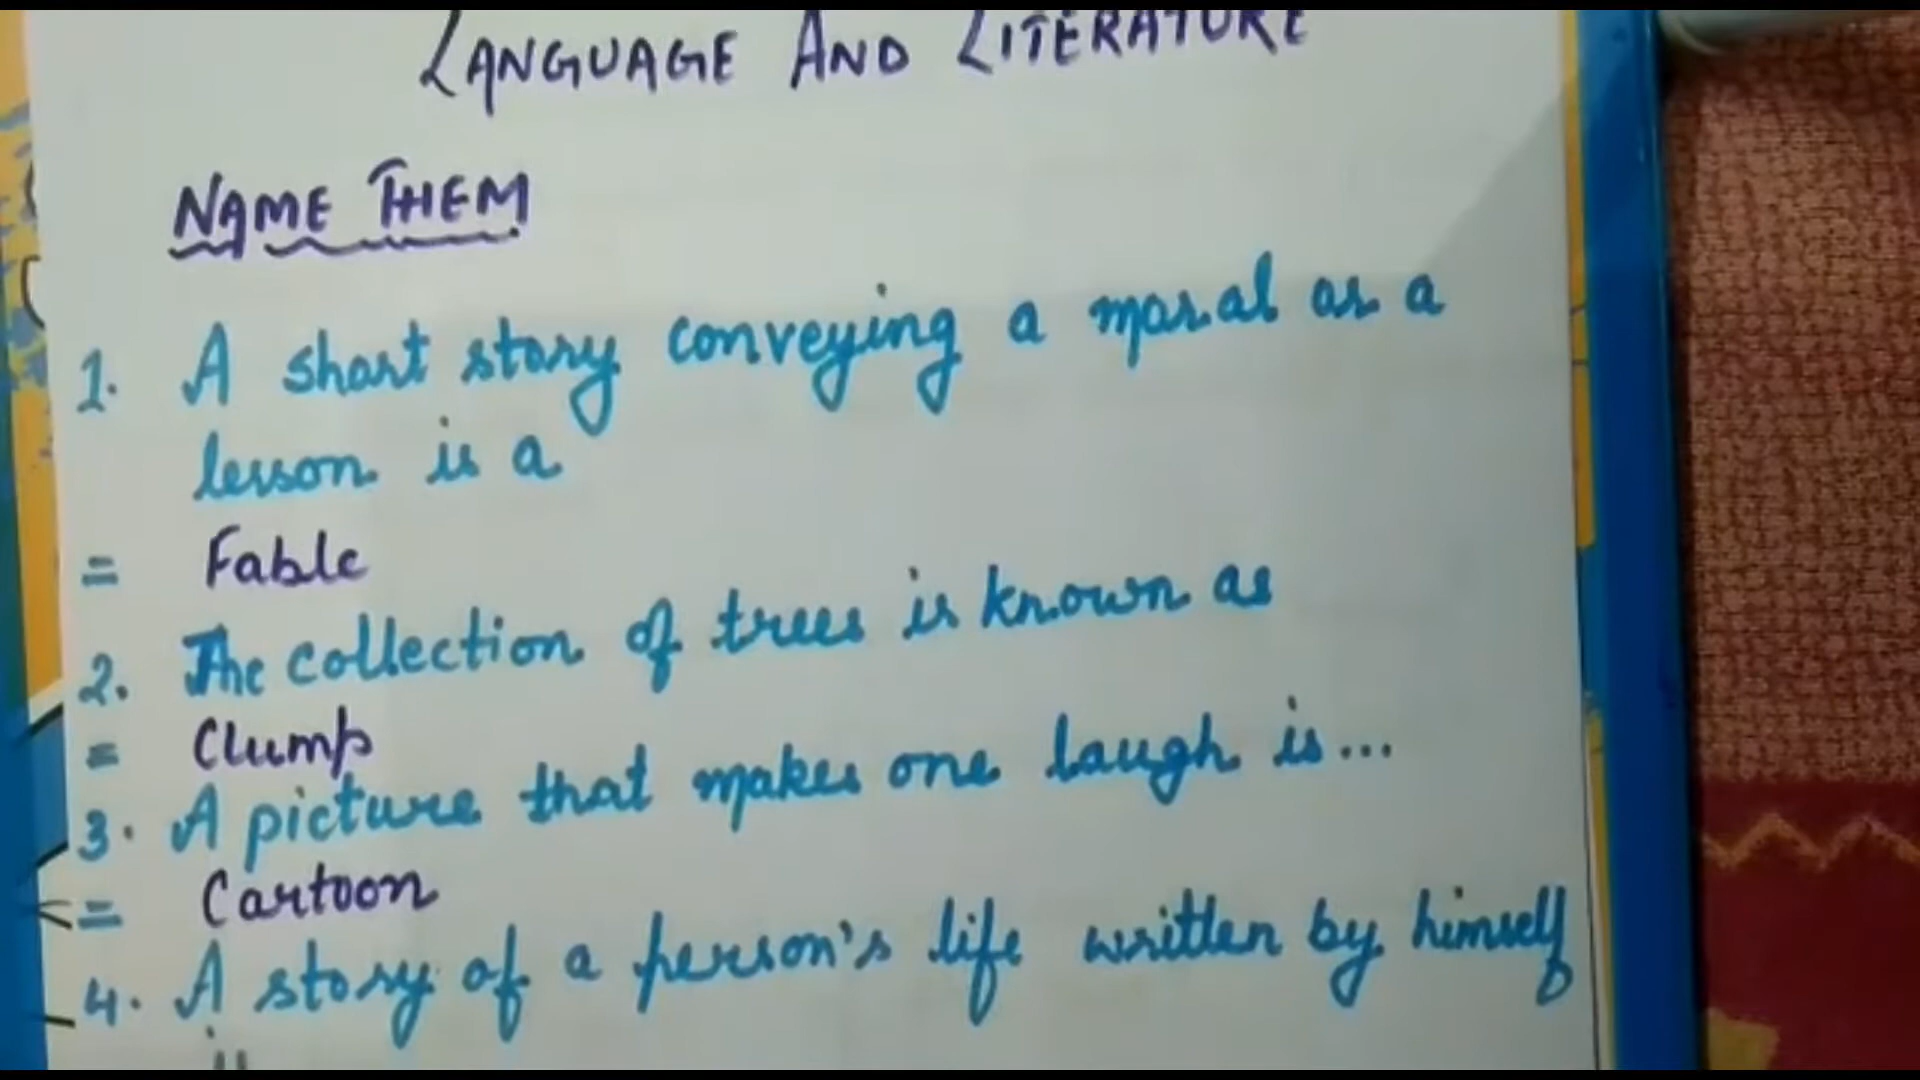 LANGUAGE AND LITERATURE
NAME THEM
1. A short story conveying a moral as a
lesson is a
= Fable
2. The collection of trees is known as
= Clump
3. A picture that makes one laugh is...
= Cartoon
4. A story of a person's life written by himself
is